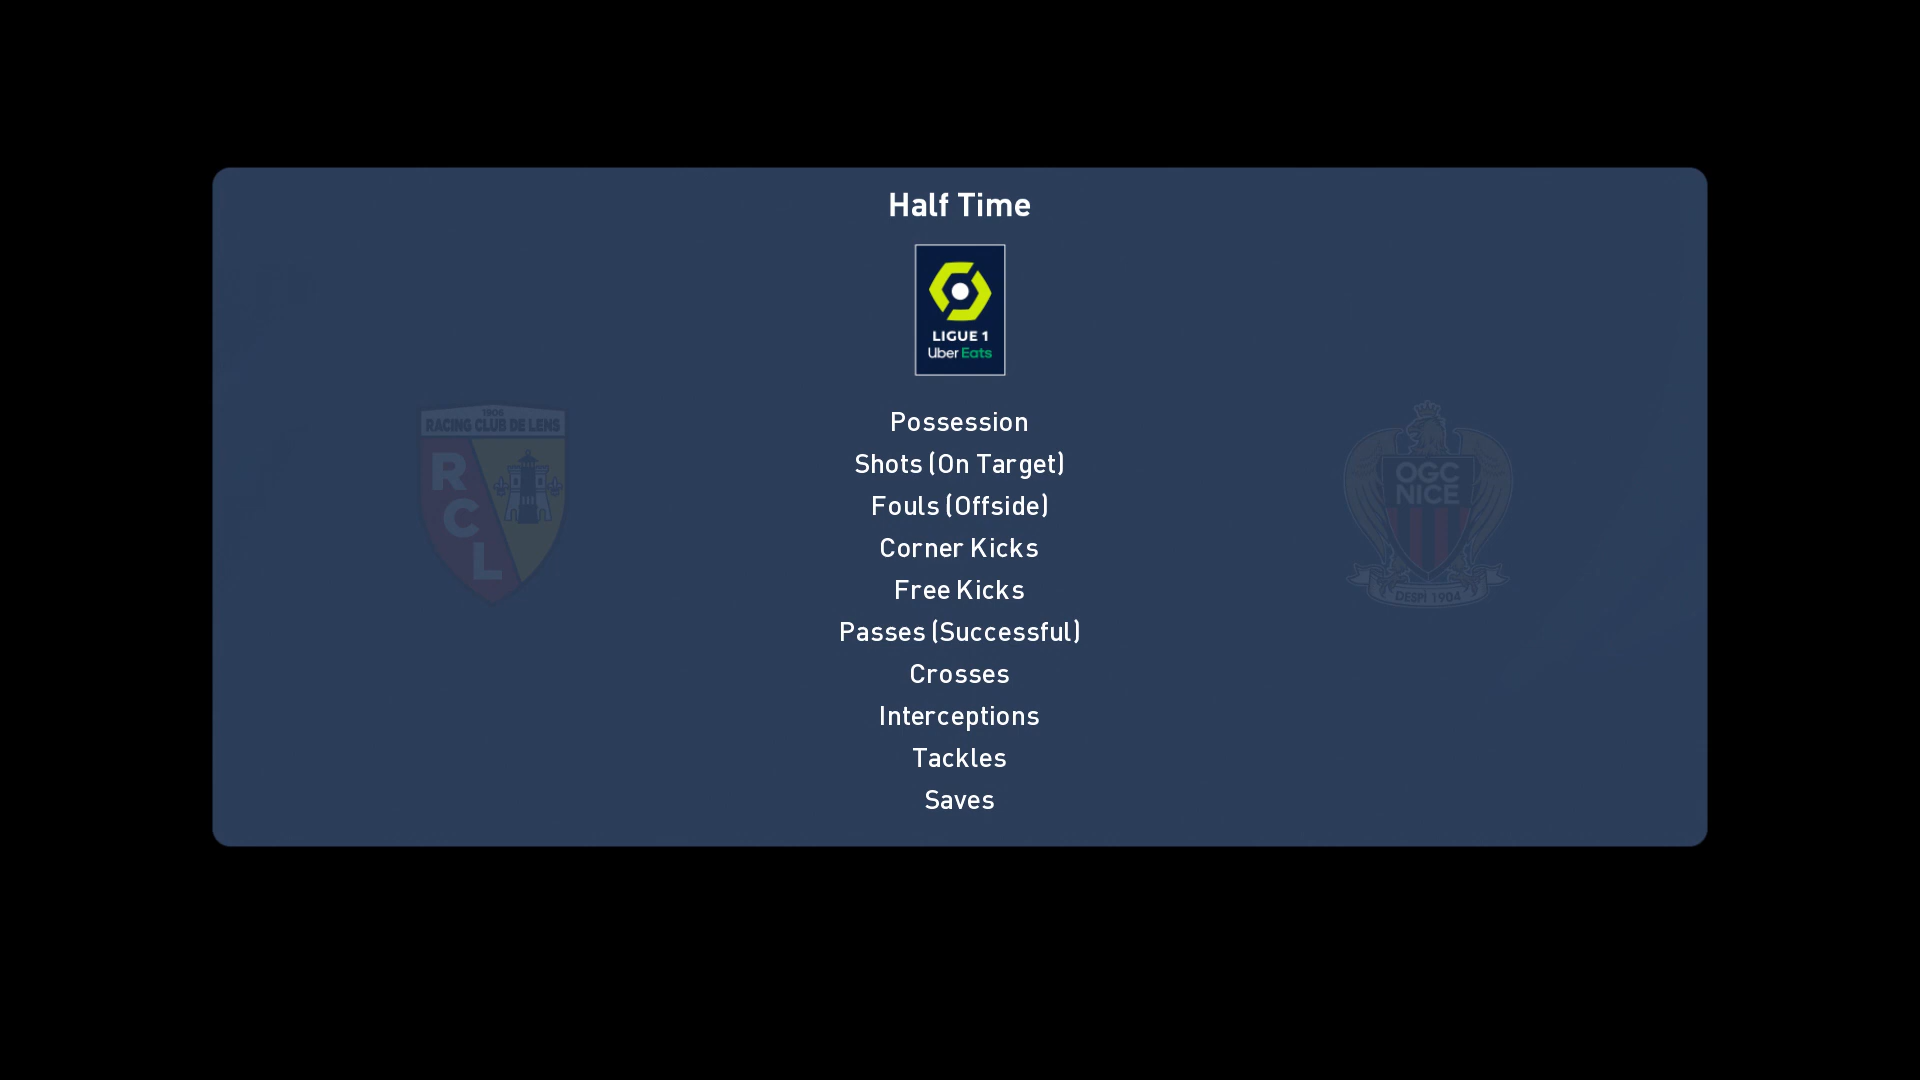 Half Time
LIGUE 1
Uber Eats
1906
RACING CLUB DE LENS
R
C
L
OGC
NICE
DESPI 1904
Possession
Shots (On Target)
Fouls (Offside)
Corner Kicks
Free Kicks
Passes (Successful)
Crosses
Interceptions
Tackles
Saves